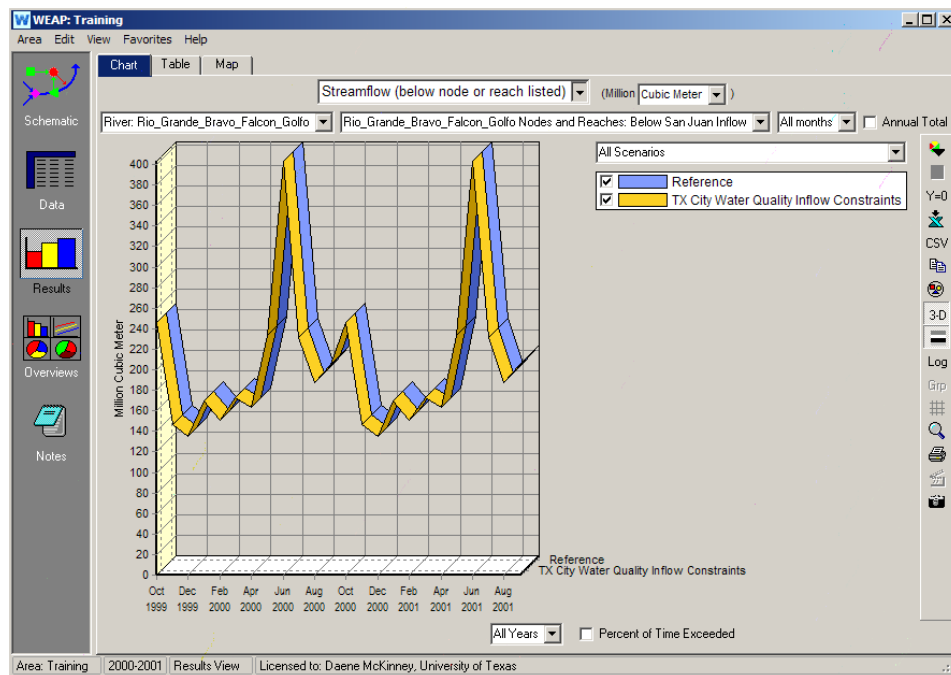 WEAP: Training
Area Edit View Favorites Help
Chart Table Map
Streamflow (below node or reach listed) (Million Cubic Meter )
River: Rio_Grande_Bravo_Falcon_Golfo Rio_Grande_Bravo_Falcon_Golfo Nodes and Reaches: Below San Juan Inflow All months Annual Total
Schematic
Data
Results
Overviews
Notes
All Scenarios
Reference
TX City Water Quality Inflow Constraints
Million Cubic Meter
400
380
360
340
320
300
280
260
240
220
200
180
160
140
120
100
80
60
40
20
0
Reference
TX City Water Quality Inflow Constraints
Oct Dec Feb Apr Jun Aug Oct Dec Feb Apr Jun Aug
1999 1999 2000 2000 2000 2000 2000 2000 2001 2001 2001 2001
All Years Percent of Time Exceeded
Y=0
CSV
3-D
Log
Grp
Area: Training 2000-2001 Results View Licensed to: Daene McKinney, University of Texas